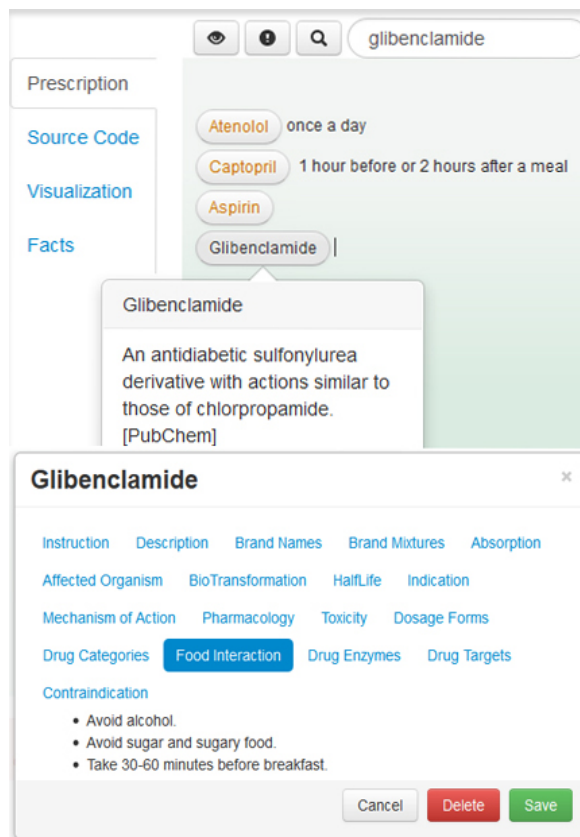 glibenclamide
Prescription
Source Code
Visualization
Facts
Atenolol once a day
Captopril 1 hour before or 2 hours after a meal
Aspirin
Glibenclamide
Glibenclamide
An antidiabetic sulfonylurea
derivative with actions similar to
those of chlorpropamide.
[PubChem]
Glibenclamide ×
Instruction Description Brand Names Brand Mixtures Absorption
Affected Organism BioTransformation HalfLife Indication
Mechanism of Action Pharmacology Toxicity Dosage Forms
Drug Categories Food Interaction Drug Enzymes Drug Targets
Contraindication
• Avoid alcohol.
• Avoid sugar and sugary food.
• Take 30-60 minutes before breakfast.
Cancel Delete Save